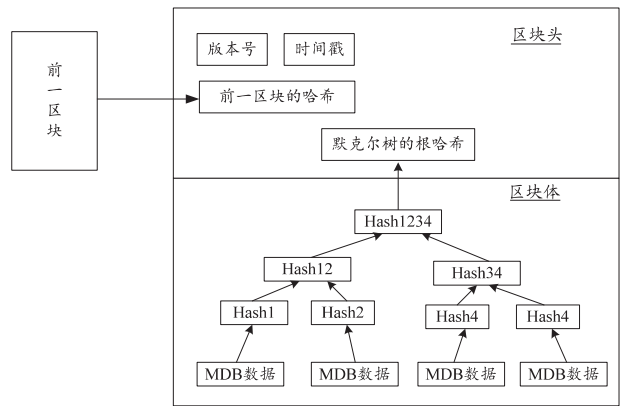 前一区块
区块头
版本号
时间戳
前一区块的哈希
默克尔树的根哈希
区块体
Hash1234
Hash12
Hash34
Hash1
Hash2
Hash4
Hash4
MDB数据
MDB数据
MDB数据
MDB数据